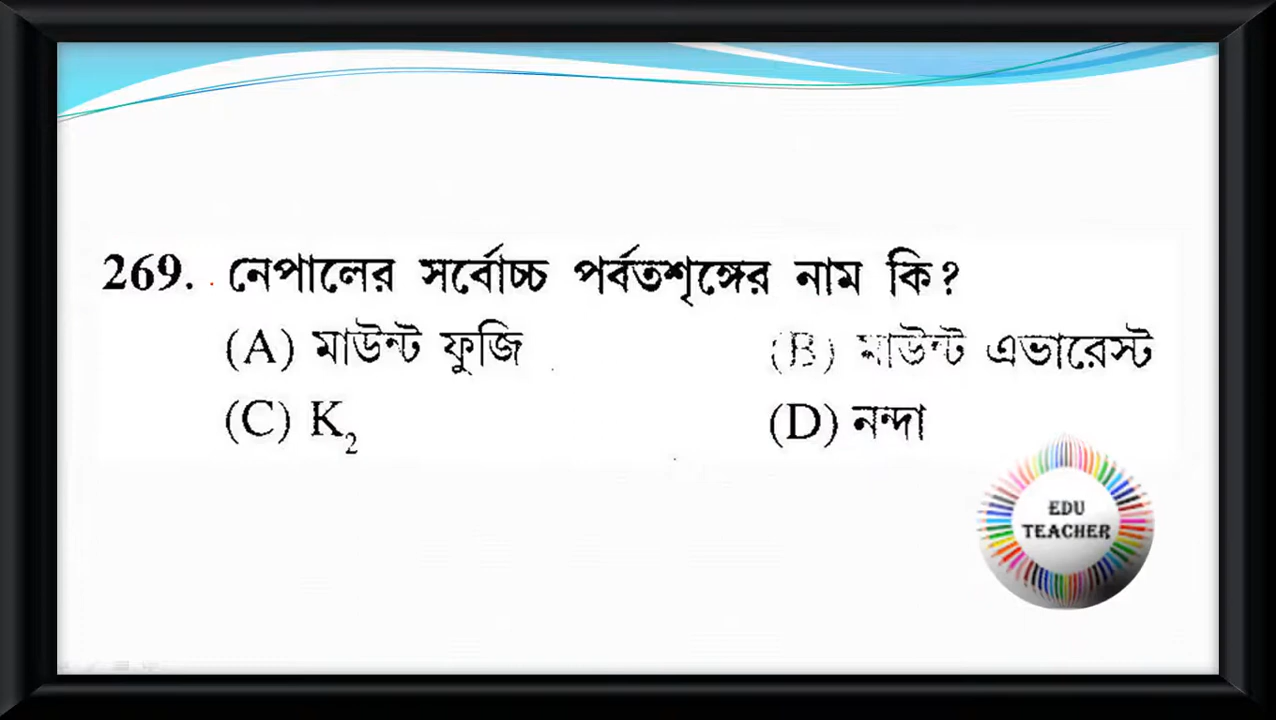 269. নেপালের সর্বোচ্চ পর্বতশৃঙ্গের নাম কি?
(A) মাউন্ট ফুজি (B) মাউন্ট এভারেস্ট
(C) K₂ (D) নন্দা
EDU
TEACHER